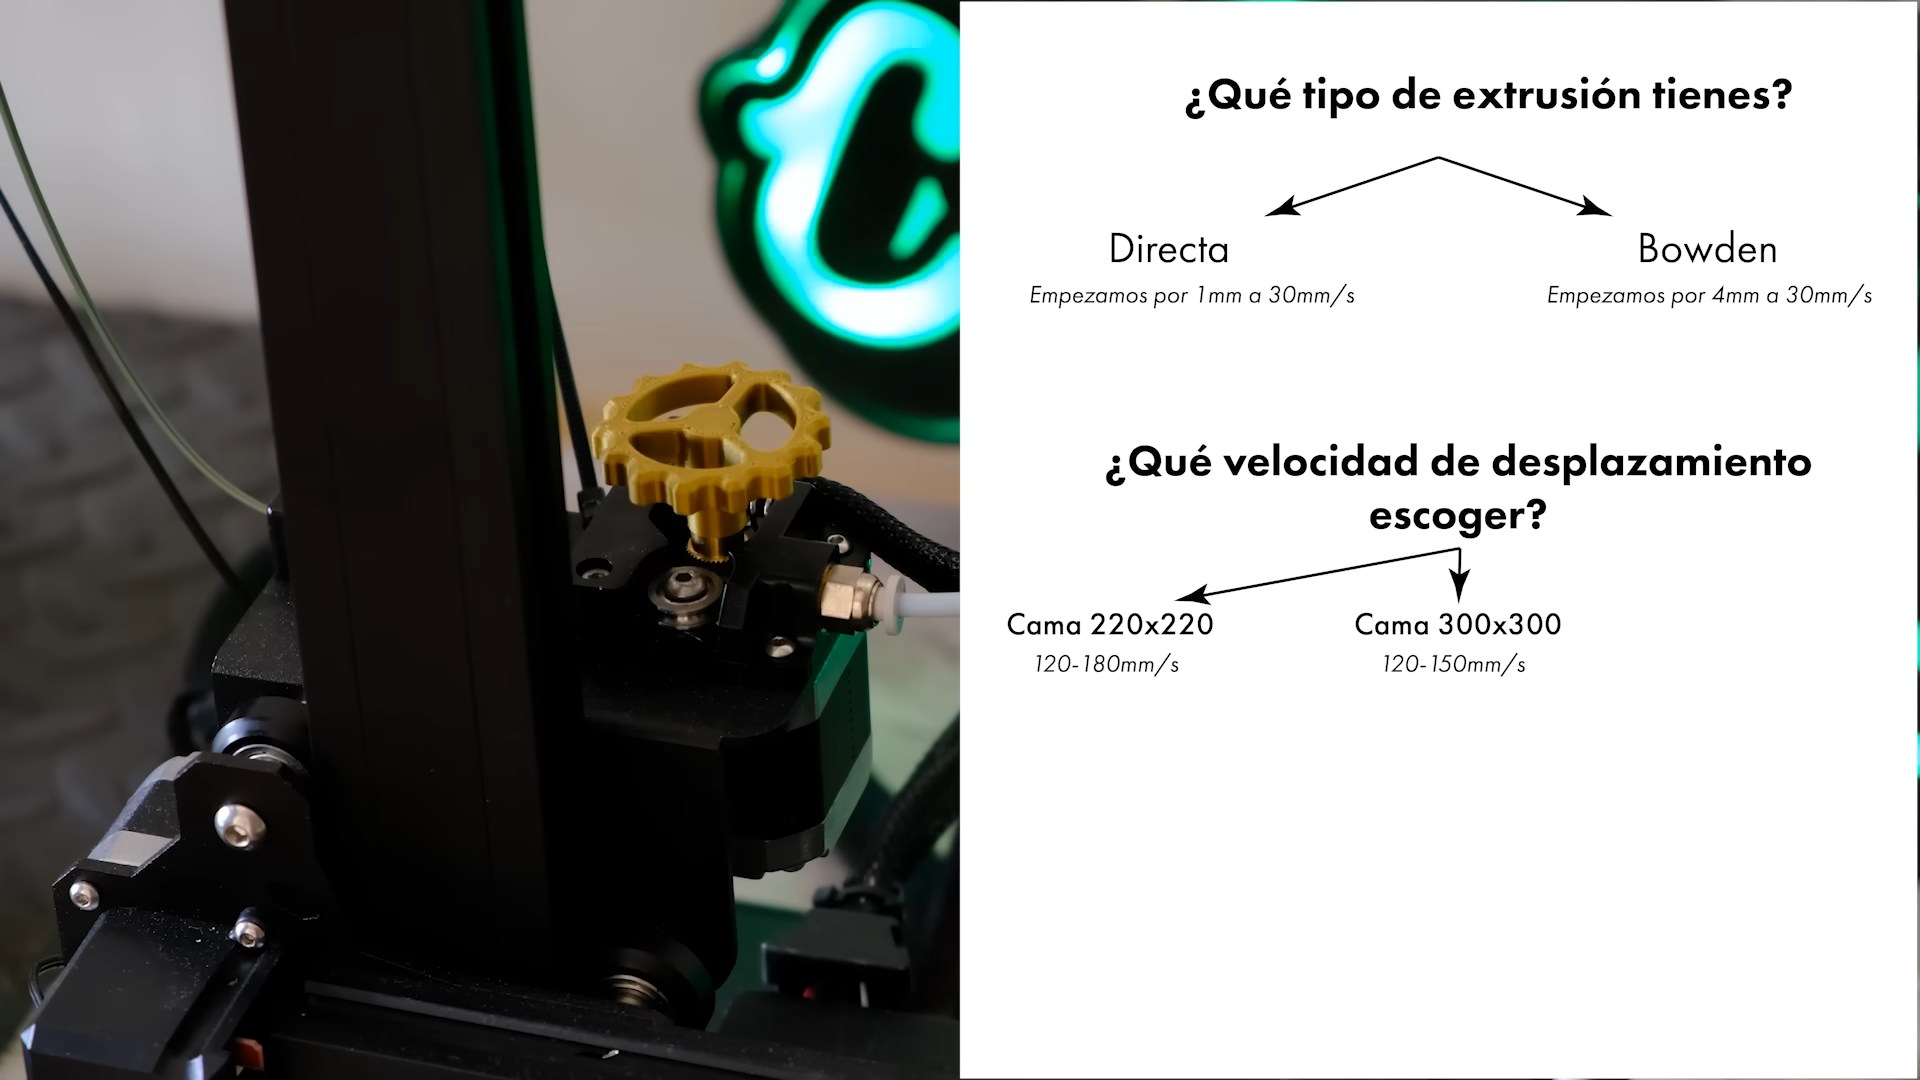 ¿Qué tipo de extrusión tienes?
Directa
Empezamos por 1mm a 30mm/s
Bowden
Empezamos por 4mm a 30mm/s
¿Qué velocidad de desplazamiento
escoger?
Cama 220x220
120-180mm/s
Cama 300x300
120-150mm/s